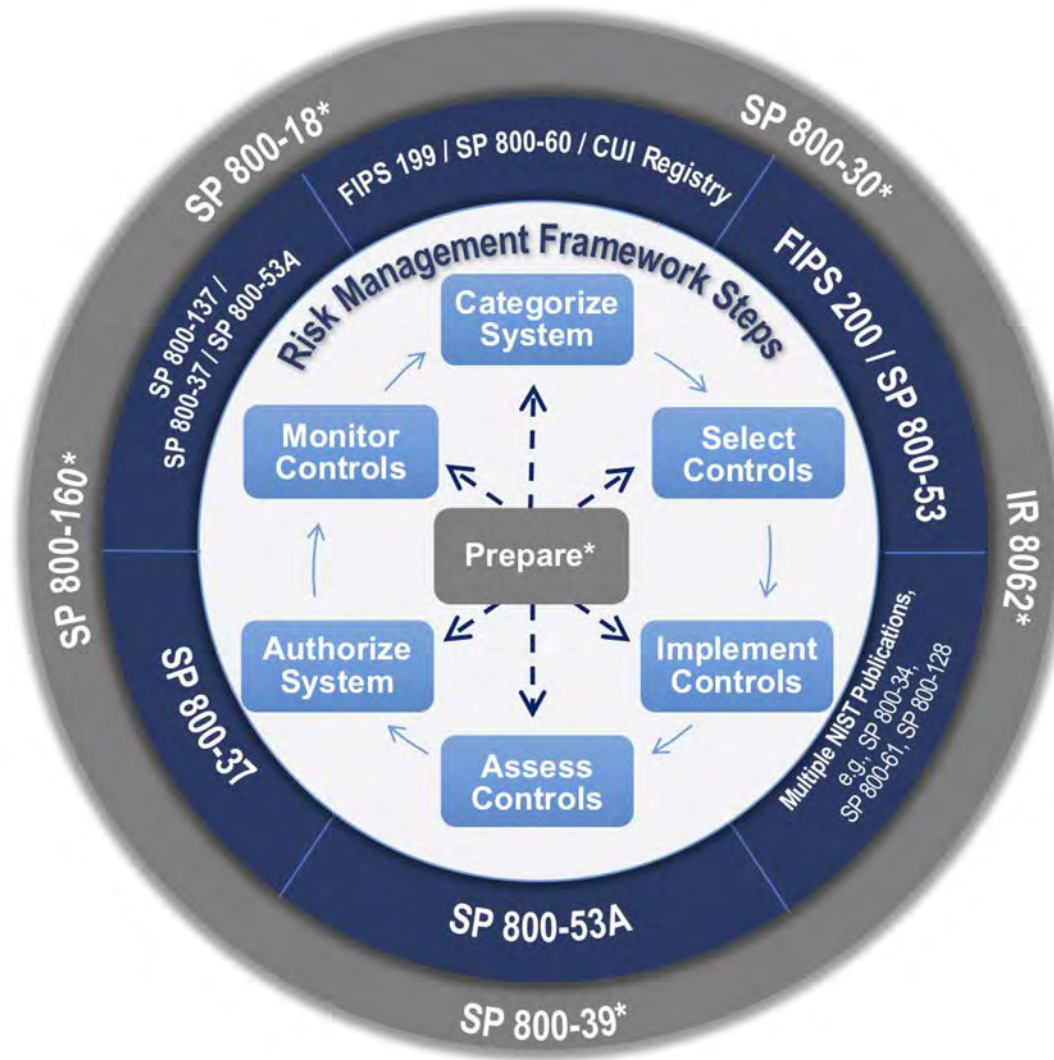 SP 800-18*
SP 800-30*
FIPS 199 / SP 800-60 / CUI Registry
SP 800-137 /
SP 800-37 / SP 800-53A
FIPS 200 / SP 800-53
Risk Management Framework Steps
Categorize
System
Monitor
Controls
Select
Controls
SP 800-160*
IR 8062*
Prepare*
Authorize
System
Implement
Controls
SP 800-37
Multiple NIST Publications,
e.g., SP 800-34,
SP 800-61, SP 800-128
Assess
Controls
SP 800-53A
SP 800-39*